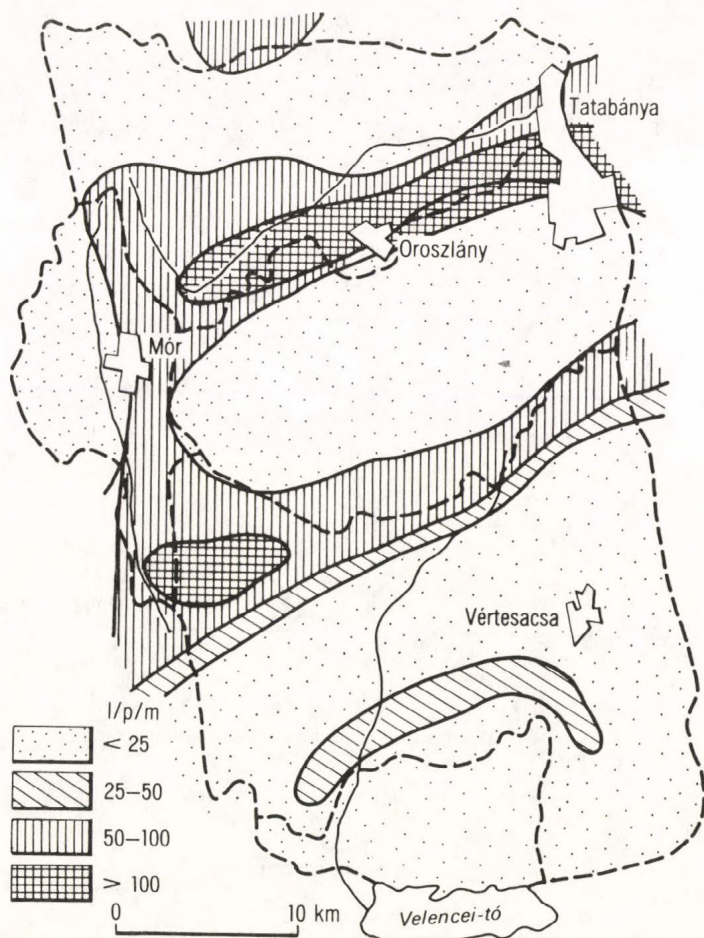 Tatabánya
Oroszlány
Mór
Vértesacsa
l/p/m
< 25
25–50
50–100
> 100
0 10 km
Velencei-tó